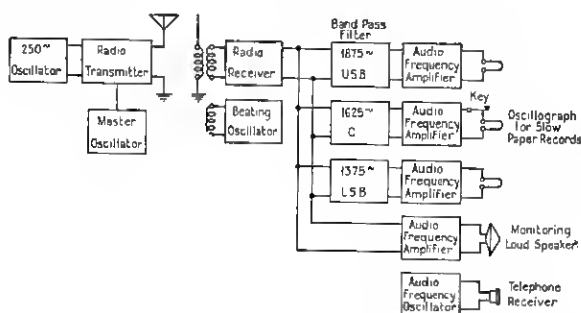 250~
Oscillator
Radio
Transmitter
Master
Oscillator
Radio
Receiver
Beating
Oscillator
Band Pass
Filter
1875~
USB
Audio
Frequency
Amplifier
1625~
C
Audio
Frequency
Amplifier
Key
Oscillograph
for Slow
Paper Records
1375~
LSB
Audio
Frequency
Amplifier
Audio
Frequency
Amplifier
Monitoring
Loud Speaker
Audio
Frequency
Oscillator
Telephone
Receiver